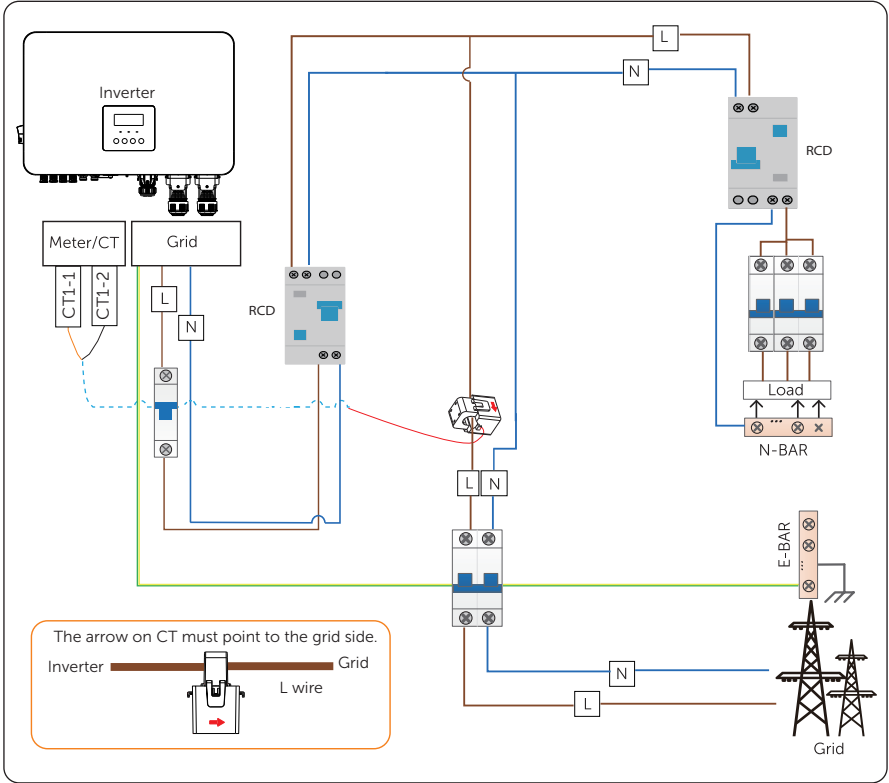 L
N
Inverter
RCD
Meter/CT
Grid
CT1-1
CT1-2
L
N
RCD
Load
N-BAR
L
N
E-BAR
The arrow on CT must point to the grid side.
Inverter
Grid
L wire
N
L
Grid